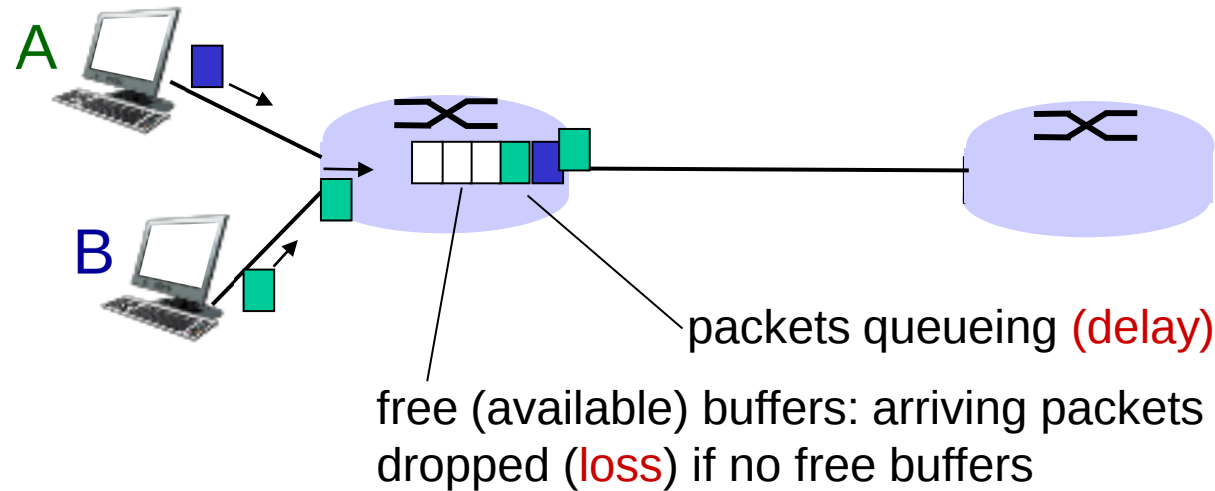 A
B
packets queueing (delay)
free (available) buffers: arriving packets
dropped (loss) if no free buffers